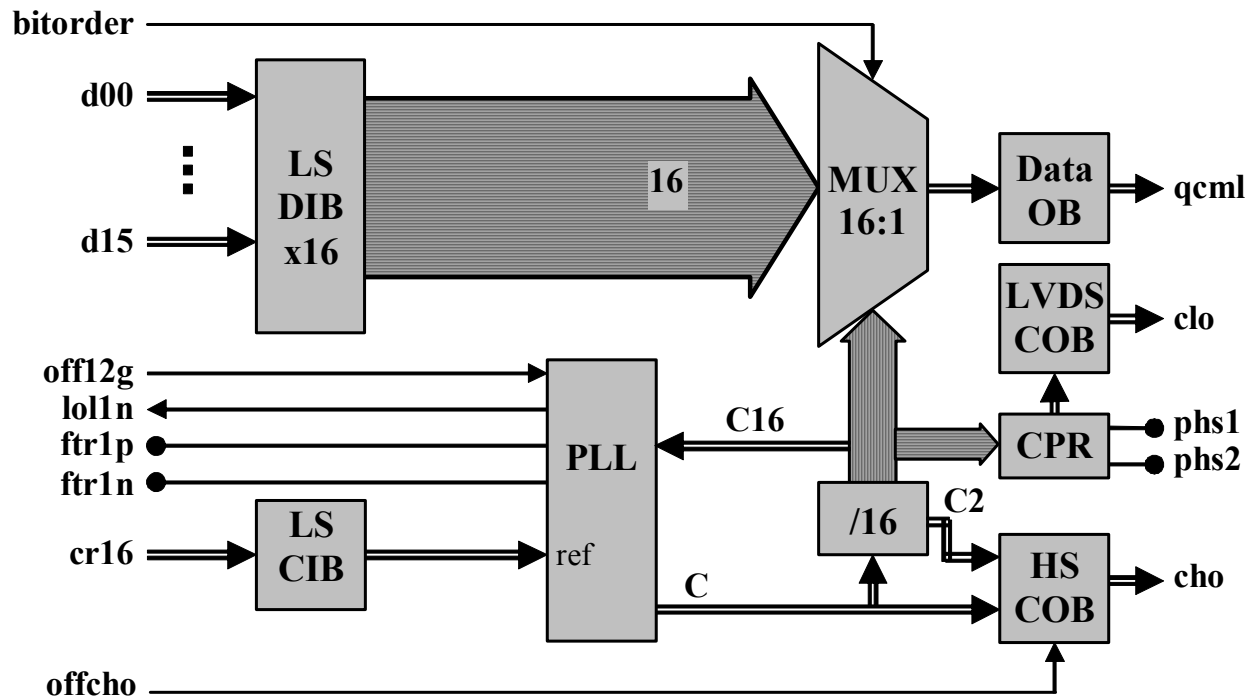 bitorder
d00
d15
LS
DIB
x16
16
MUX
16:1
Data
OB
qcml
LVDS
COB
clo
off12g
lol1n
ftr1p
ftr1n
PLL
C16
CPR
phs1
phs2
cr16
LS
CIB
ref
/16
C2
C
HS
COB
cho
offcho